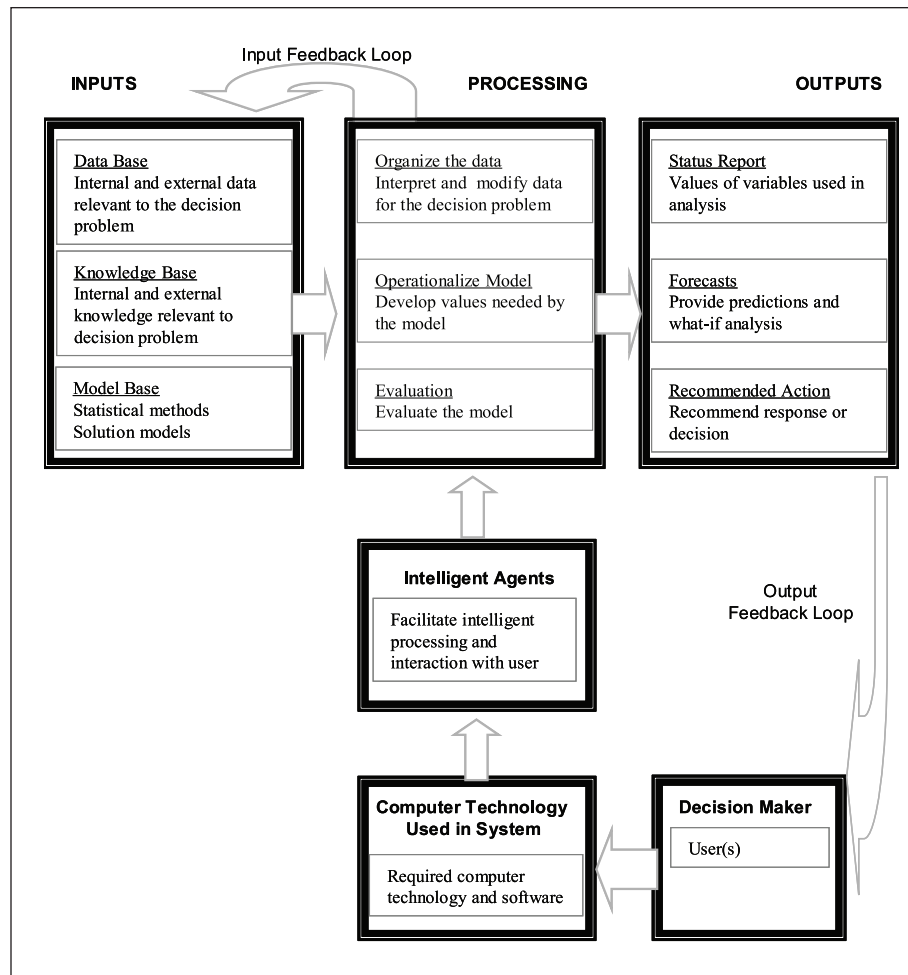 Input Feedback Loop
INPUTS
PROCESSING
OUTPUTS
Data Base
Internal and external data
relevant to the decision
problem
Knowledge Base
Internal and external
knowledge relevant to
decision problem
Model Base
Statistical methods
Solution models
Organize the data
Interpret and modify data
for the decision problem
Operationalize Model
Develop values needed by
the model
Evaluation
Evaluate the model
Status Report
Values of variables used in
analysis
Forecasts
Provide predictions and
what-if analysis
Recommended Action
Recommend response or
decision
Intelligent Agents
Facilitate intelligent
processing and
interaction with user
Output
Feedback Loop
Computer Technology
Used in System
Required computer
technology and software
Decision Maker
User(s)